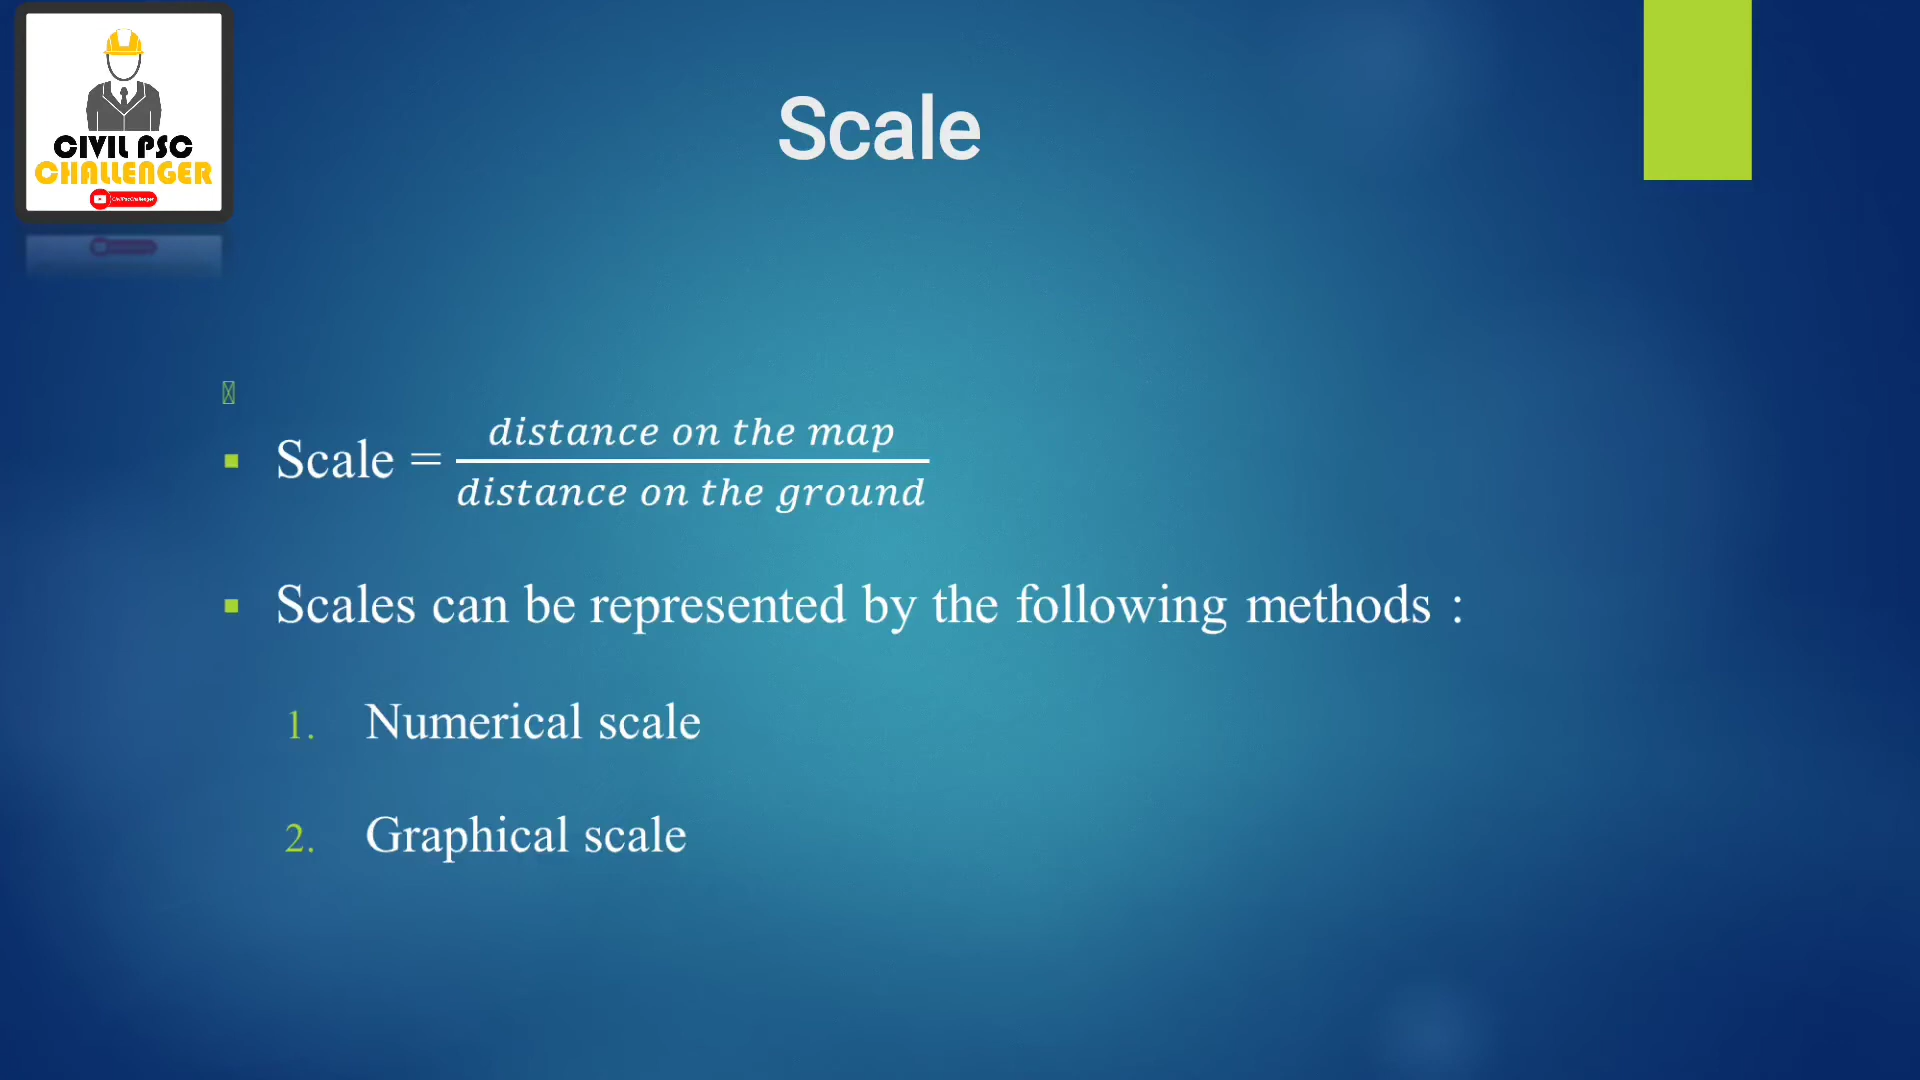 CIVIL PSC
CHALLENGER
CivilPscChallenger
Scale
Scale = distance on the map / distance on the ground
Scales can be represented by the following methods :
1. Numerical scale
2. Graphical scale